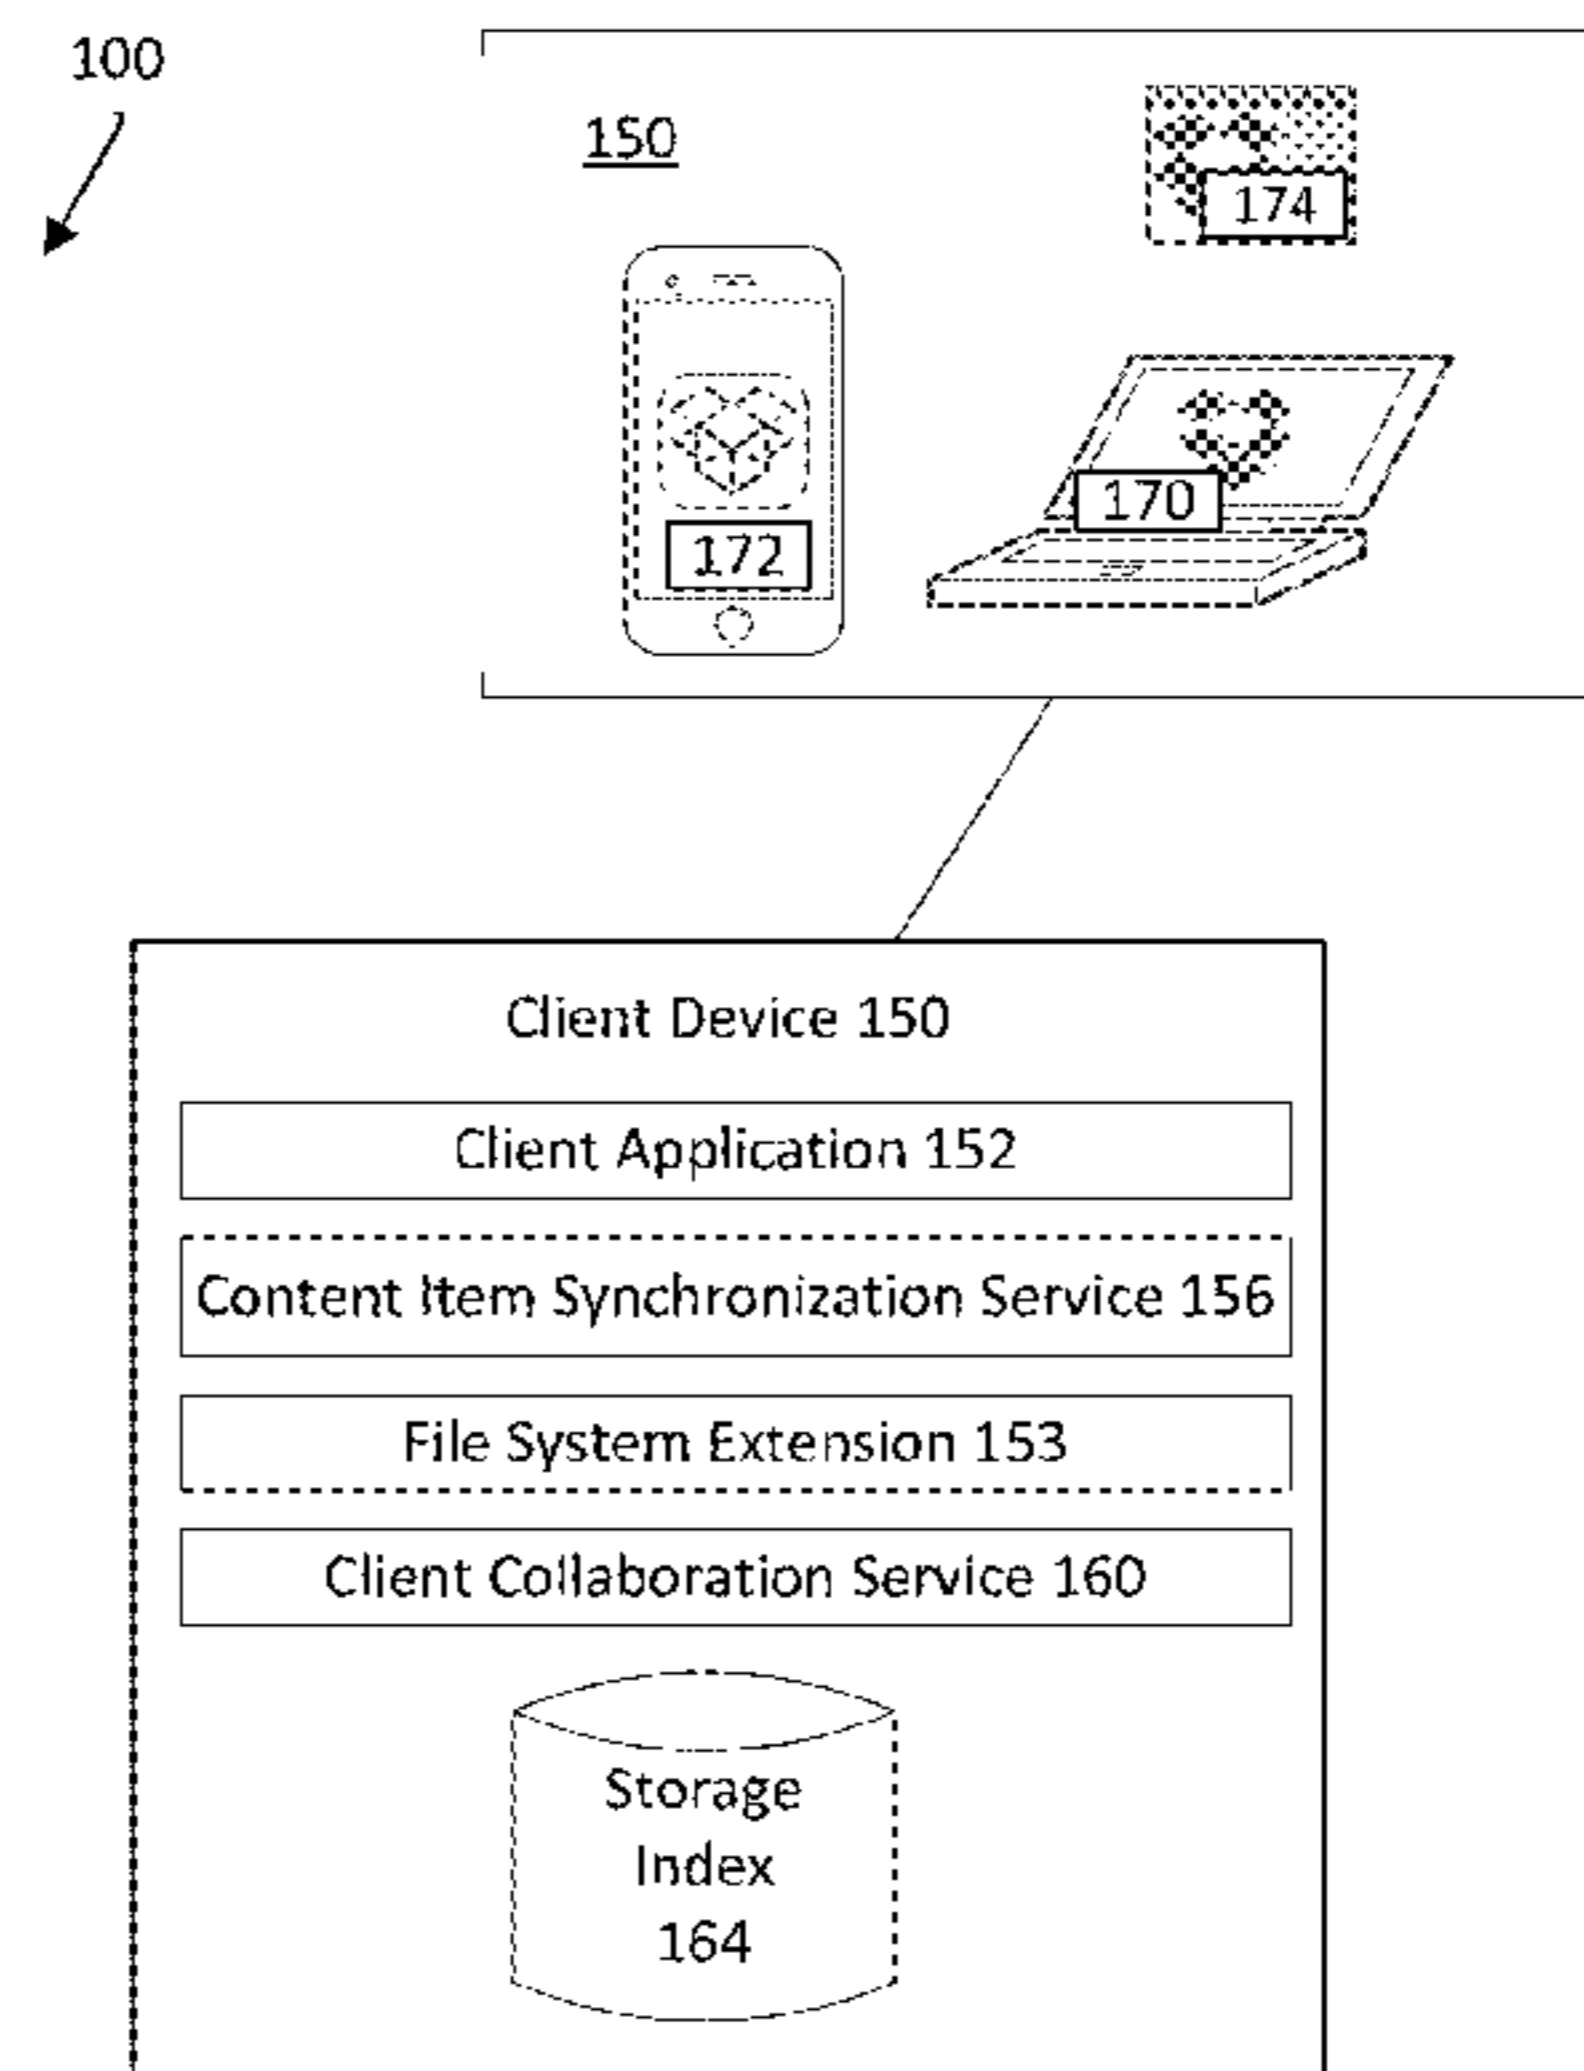 100
150
174
170
172
Client Device 150
Client Application 152
Content Item Synchronization Service 156
File System Extension 153
Client Collaboration Service 160
Storage
Index
164